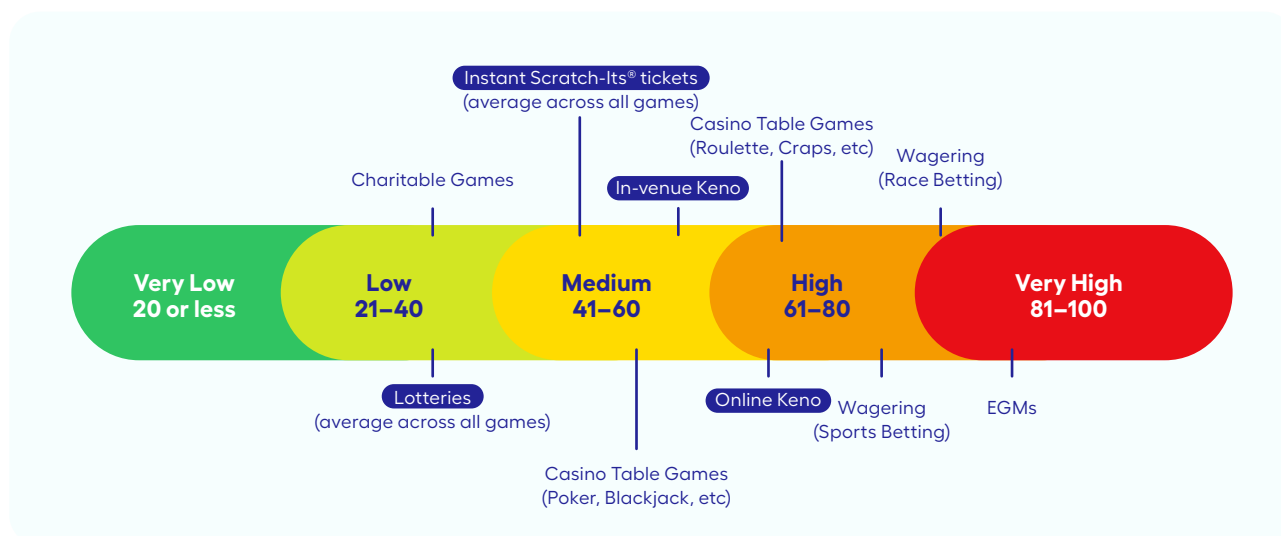 Instant Scratch-Its® tickets
(average across all games)
Casino Table Games
(Roulette, Craps, etc)
Wagering
(Race Betting)
Charitable Games
In-venue Keno
Very Low
20 or less
Low
21–40
Medium
41–60
High
61–80
Very High
81–100
Lotteries
(average across all games)
Online Keno
Wagering
(Sports Betting)
EGMs
Casino Table Games
(Poker, Blackjack, etc)